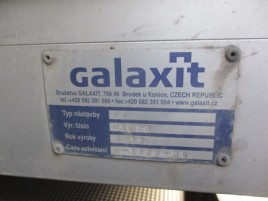 galaxit
Družstvo GALAXIT, 798 46 Brodek u Konice, CZECH REPUBLIC
tel.:+420 582 391 565 • fax:+420 582 391 554 • www.galaxit.cz
Typ nástavby
Výr. číslo
Rok výroby
Číslo schválení